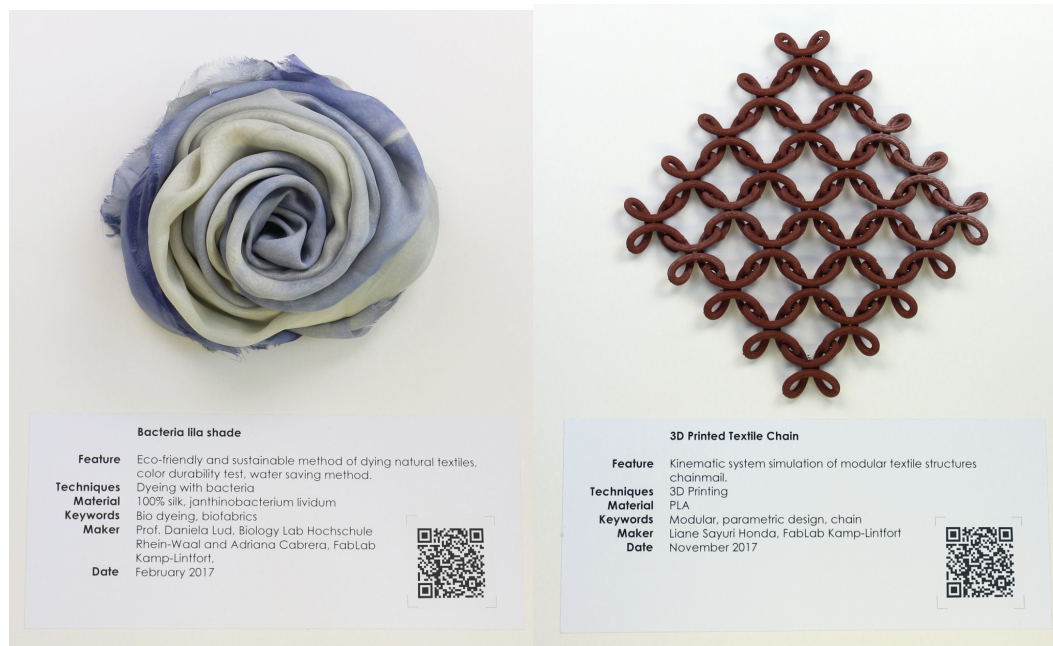 Bacteria lila shade
Feature Eco-friendly and sustainable method of dying natural textiles,
color durability test, water saving method.
Techniques Dyeing with bacteria
Material 100% silk, janthinobacterium lividum
Keywords Bio dyeing, biofabrics
Maker Prof. Daniela Lud, Biology Lab Hochschule
Rhein-Waal and Adriana Cabrera, FabLab
Kamp-Lintfort,
Date February 2017
3D Printed Textile Chain
Feature Kinematic system simulation of modular textile structures
chainmail.
Techniques 3D Printing
Material PLA
Keywords Modular, parametric design, chain
Maker Liane Sayuri Honda, FabLab Kamp-Lintfort
Date November 2017